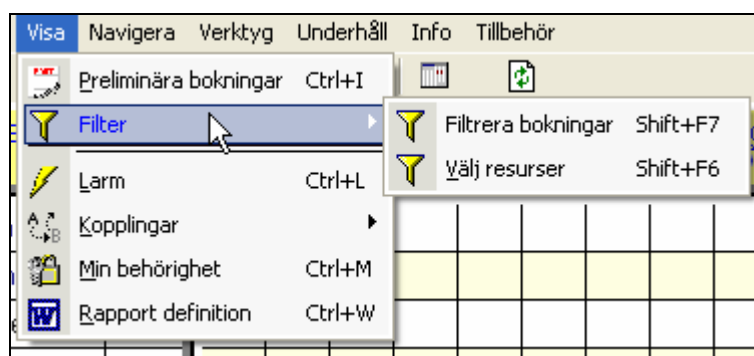 Visa Navigera Verktyg Underhåll Info Tillbehör
Preliminära bokningar Ctrl+I
Filter
Filtrera bokningar Shift+F7
Välj resurser Shift+F6
Larm Ctrl+L
Kopplingar
Min behörighet Ctrl+M
Rapport definition Ctrl+W